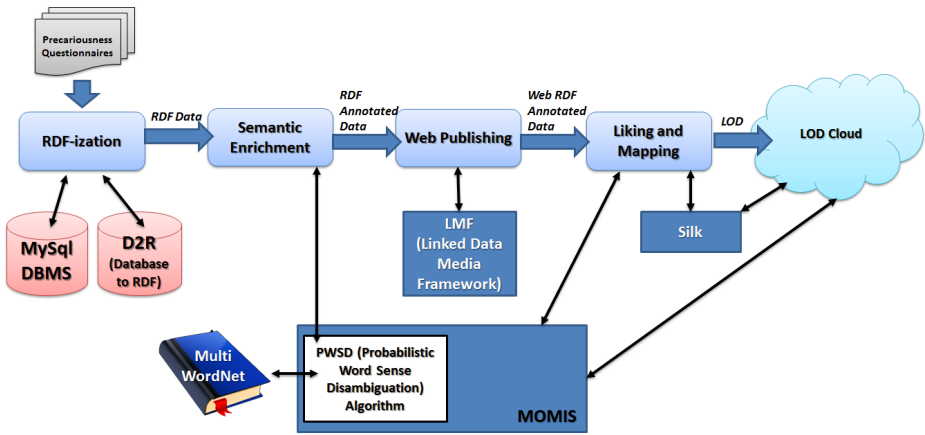 Precariousness
Questionnaires
RDF-ization
RDF Data
Semantic
Enrichment
RDF
Annotated
Data
Web Publishing
Web RDF
Annotated
Data
Liking and
Mapping
LOD
LOD Cloud
MySql
DBMS
D2R
(Database
to RDF)
LMF
(Linked Data
Media
Framework)
Silk
Multi
WordNet
PWSD (Probabilistic
Word Sense
Disambiguation)
Algorithm
MOMIS